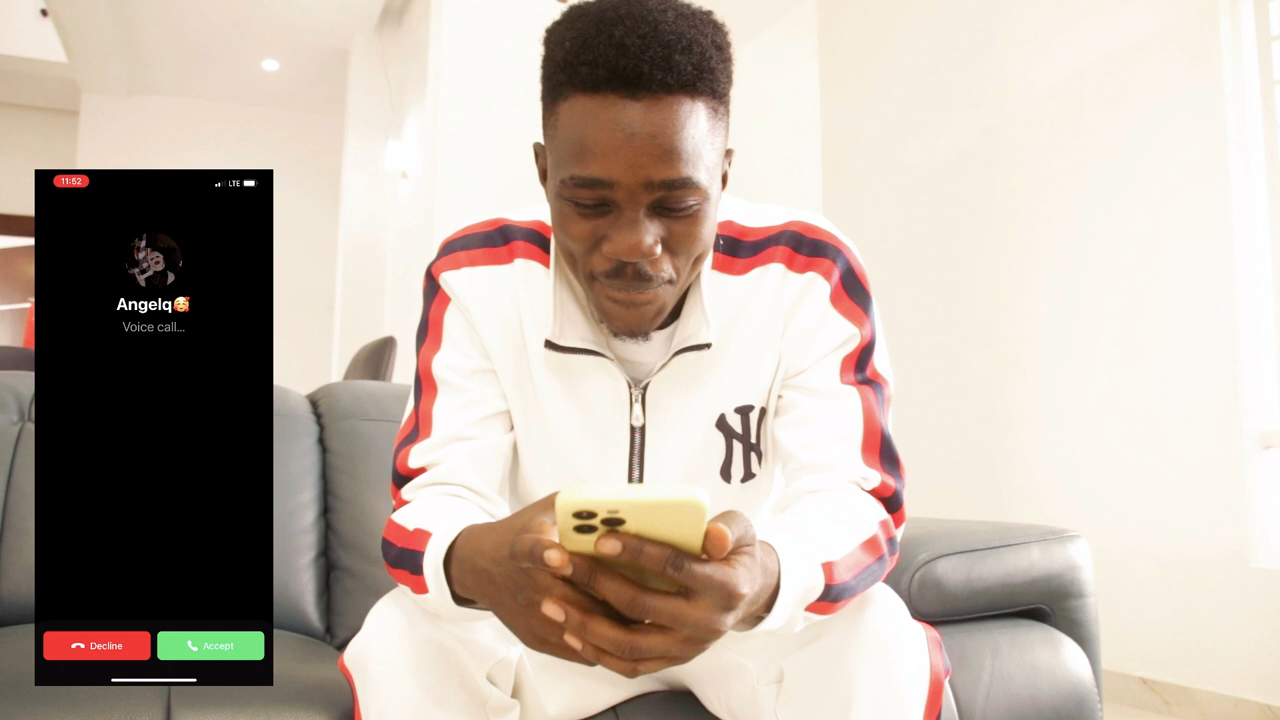 11:52
LTE
Angelq🥰
Voice call...
Decline
Accept
NY